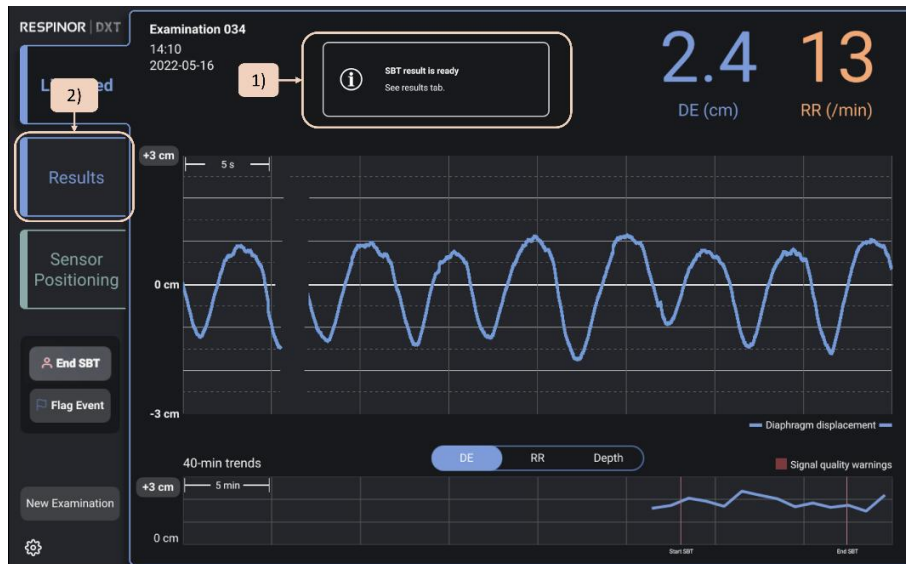 RESPINOR | DXT
Examination 034
14:10
2022-05-16
1)
SBT result is ready
See results tab.
2.4
DE (cm)
13
RR (/min)
2)
Results
Sensor
Positioning
End SBT
Flag Event
New Examination
+3 cm
5 s
0 cm
-3 cm
Diaphragm displacement
40-min trends
DE
RR
Depth
Signal quality warnings
+3 cm
5 min
0 cm
Start SBT
End SBT